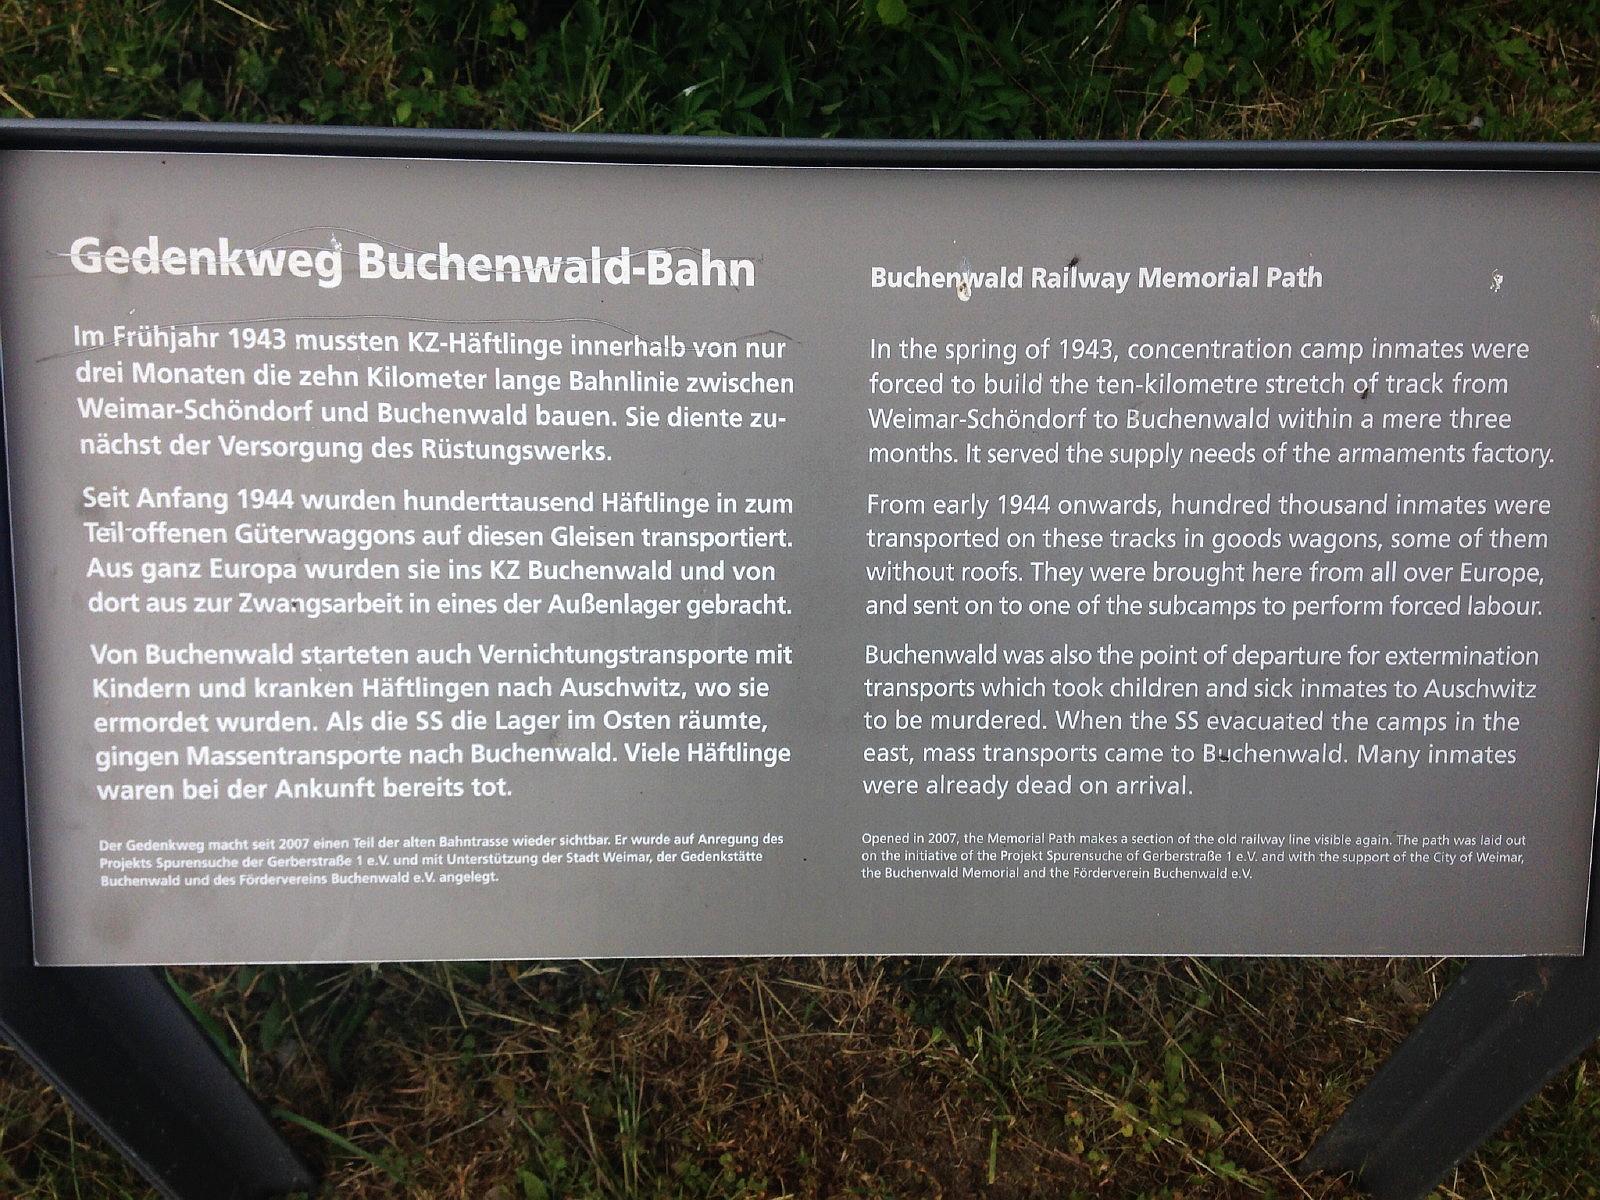 Gedenkweg Buchenwald-Bahn
Im Frühjahr 1943 mussten KZ-Häftlinge innerhalb von nur
drei Monaten die zehn Kilometer lange Bahnlinie zwischen
Weimar-Schöndorf und Buchenwald bauen. Sie diente zu-
nächst der Versorgung des Rüstungswerks.
Seit Anfang 1944 wurden hunderttausend Häftlinge in zum
Teil offenen Güterwaggons auf diesen Gleisen transportiert.
Aus ganz Europa wurden sie ins KZ Buchenwald und von
dort aus zur Zwangsarbeit in eines der Außenlager gebracht.
Von Buchenwald starteten auch Vernichtungstransporte mit
Kindern und kranken Häftlingen nach Auschwitz, wo sie
ermordet wurden. Als die SS die Lager im Osten räumte,
gingen Massentransporte nach Buchenwald. Viele Häftlinge
waren bei der Ankunft bereits tot.
Der Gedenkweg macht seit 2007 einen Teil der alten Bahntrasse wieder sichtbar. Er wurde auf Anregung des
Projekts Spurensuche der Gerberstraße 1 e.V. und mit Unterstützung der Stadt Weimar, der Gedenkstätte
Buchenwald und des Fördervereins Buchenwald e.V. angelegt.
Buchenwald Railway Memorial Path
In the spring of 1943, concentration camp inmates were
forced to build the ten-kilometre stretch of track from
Weimar-Schöndorf to Buchenwald within a mere three
months. It served the supply needs of the armaments factory.
From early 1944 onwards, hundred thousand inmates were
transported on these tracks in goods wagons, some of them
without roofs. They were brought here from all over Europe,
and sent on to one of the subcamps to perform forced labour.
Buchenwald was also the point of departure for extermination
transports which took children and sick inmates to Auschwitz
to be murdered. When the SS evacuated the camps in the
east, mass transports came to Buchenwald. Many inmates
were already dead on arrival.
Opened in 2007, the Memorial Path makes a section of the old railway line visible again. The path was laid out
on the initiative of the Projekt Spurensuche of Gerberstraße 1 e.V. and with the support of the City of Weimar,
the Buchenwald Memorial and the Förderverein Buchenwald e.V.